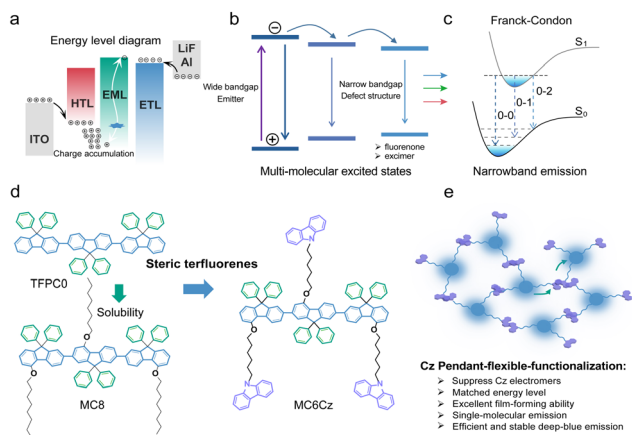 a
Energy level diagram
LiF
Al
HTL
EML
ETL
ITO
Charge accumulation
b
Wide bandgap
Emitter
Narrow bandgap
Defect structure
➢ fluorenone
➢ excimer
Multi-molecular excited states
c
Franck-Condon
S1
0-2
0-1
0-0
S0
Narrowband emission
d
TFPC0
Steric terfluorenes
Solubility
O
O
O
MC8
N
O
O
O
N
N
MC6Cz
e
Cz Pendant-flexible-functionalization:
➢ Suppress Cz electromers
➢ Matched energy level
➢ Excellent film-forming ability
➢ Single-molecular emission
➢ Efficient and stable deep-blue emission